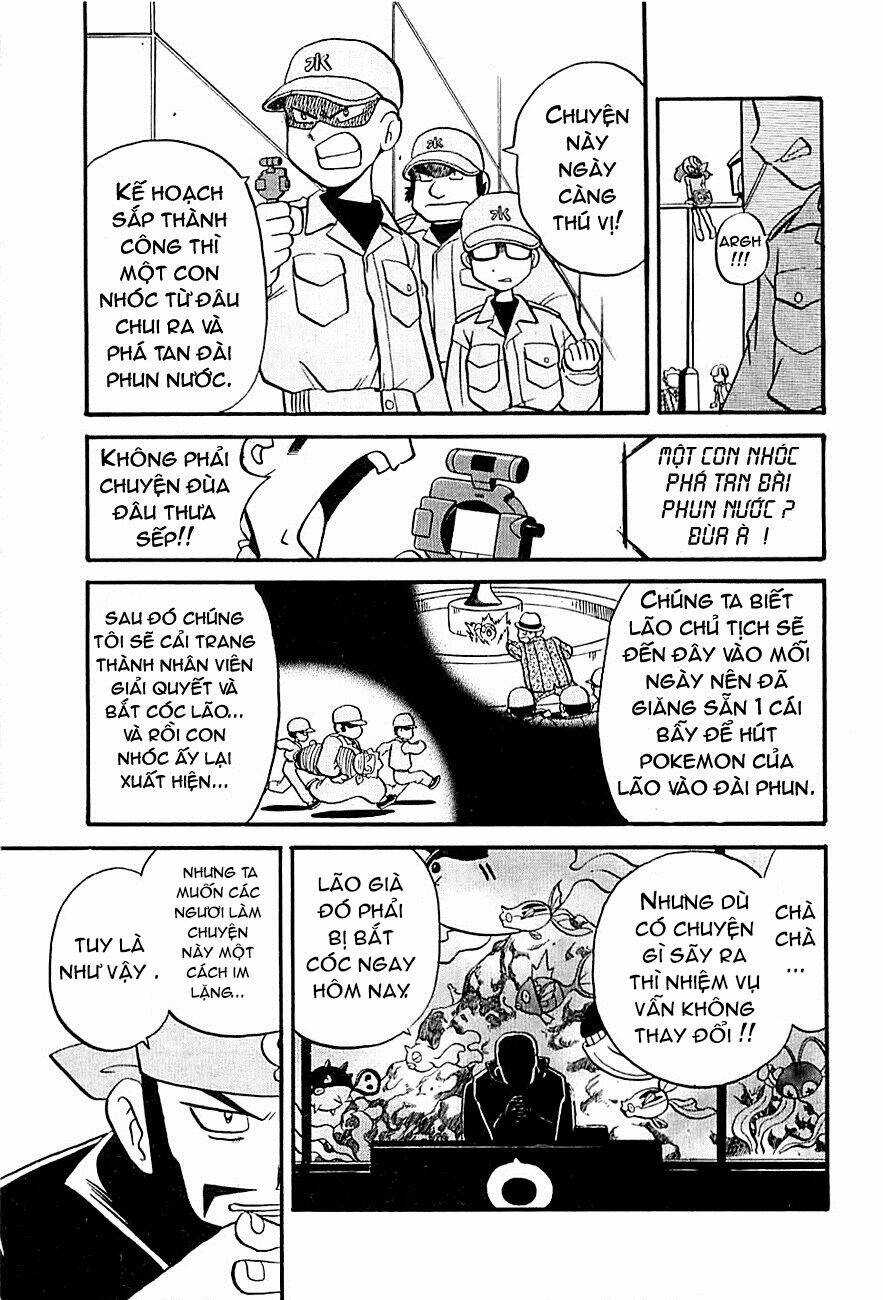 ARGH
!!!
CHUYỆN
NÀY
NGÀY
CÀNG
THÚ VỊ!
KẾ HOẠCH
SẮP THÀNH
CÔNG THÌ
MỘT CON
NHÓC TỪ ĐÂU
CHUI RA VÀ
PHÁ TAN ĐÀI
PHUN NƯỚC.
MỘT CON NHÓC
PHÁ TAN BÀI
PHUN NƯỚC ?
BÙA À !
KHÔNG PHẢI
CHUYỆN ĐÙA
ĐÂU THƯA
SẾP!!
CHÚNG TA BIẾT
LÃO CHỦ TỊCH SẼ
ĐẾN ĐÂY VÀO MỖI
NGÀY NÊN ĐÃ
GIĂNG SẴN 1 CÁI
BẪY ĐỂ HÚT
POKEMON CỦA
LÃO VÀO ĐÀI PHUN.
SAU ĐÓ CHÚNG
TÔI SẼ CẢI TRANG
THÀNH NHÂN VIÊN
GIẢI QUYẾT VÀ
BẮT CÓC LÃO...
VÀ RỒI CON
NHÓC ẤY LẠI
XUẤT HIỆN...
CHÀ
CHÀ
...
NHƯNG DÙ
CÓ CHUYỆN
GÌ SÃY RA
THÌ NHIỆM VỤ
VẪN KHÔNG
THAY ĐỔI !!
LÃO GIÀ
ĐÓ PHẢI
BỊ BẮT
CÓC NGAY
HÔM NAY.
NHƯNG TA
MUỐN CÁC
NGƯƠI LÀM
CHUYỆN
NÀY MỘT
CÁCH IM
LẶNG...
TUY LÀ
NHƯ VẬY .